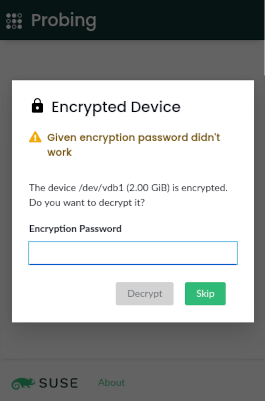 Probing
Encrypted Device
Given encryption password didn't
work
The device /dev/vdb1 (2.00 GiB) is encrypted.
Do you want to decrypt it?
Encryption Password
Decrypt
Skip
SUSE
About